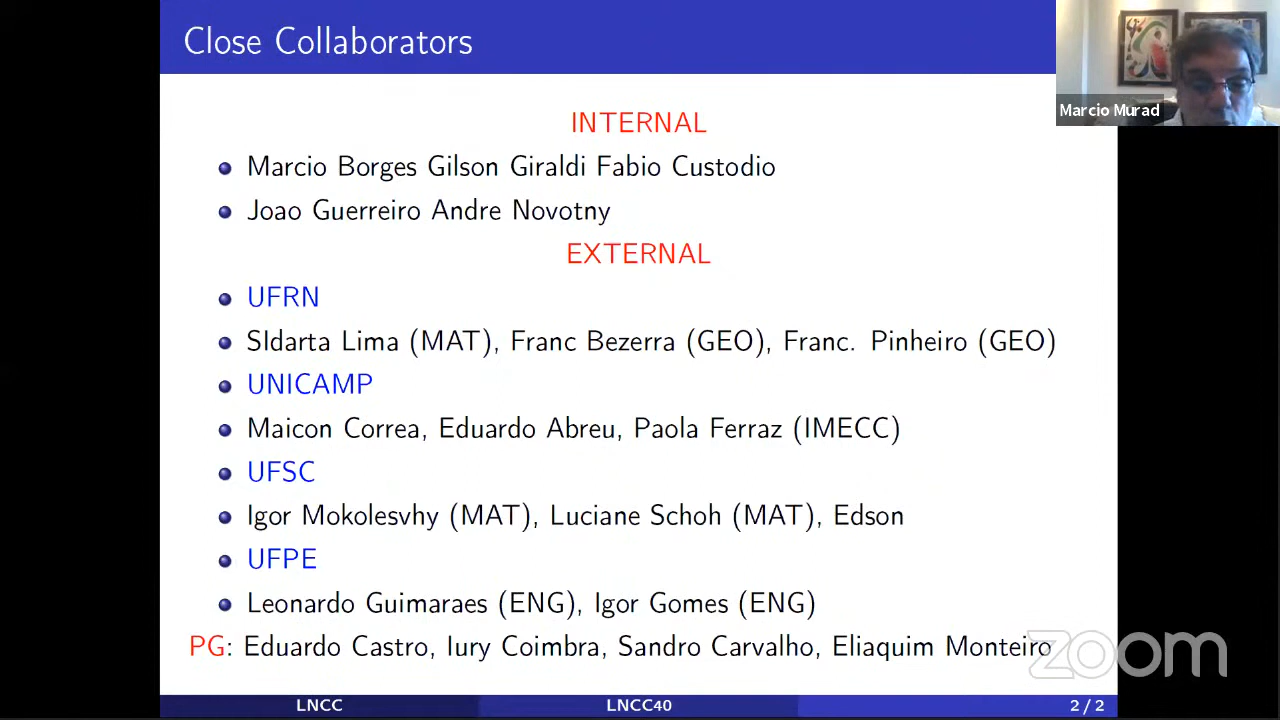 Close Collaborators
Marcio Murad
INTERNAL
Marcio Borges Gilson Giraldi Fabio Custodio
Joao Guerreiro Andre Novotny
EXTERNAL
UFRN
SIdarta Lima (MAT), Franc Bezerra (GEO), Franc. Pinheiro (GEO)
UNICAMP
Maicon Correa, Eduardo Abreu, Paola Ferraz (IMECC)
UFSC
Igor Mokolesvhy (MAT), Luciane Schoh (MAT), Edson
UFPE
Leonardo Guimaraes (ENG), Igor Gomes (ENG)
PG: Eduardo Castro, Iury Coimbra, Sandro Carvalho, Eliaquim Monteiro
zoom
LNCC LNCC40 2 / 2